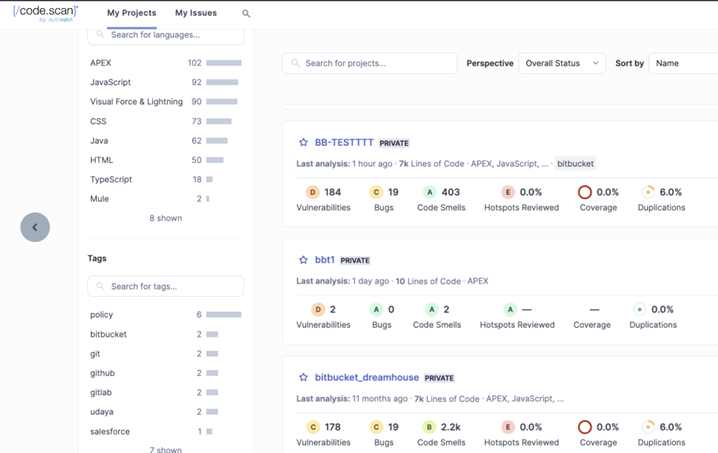 {/code.scan}™
by autorabit
My Projects
My Issues
Search for languages...
APEX 102
JavaScript 92
Visual Force & Lightning 90
CSS 73
Java 62
HTML 50
TypeScript 18
Mule 2
8 shown
Tags
Search for tags...
policy 6
bitbucket 2
git 2
github 2
gitlab 2
udaya 2
salesforce 1
7 shown
Search for projects...
Perspective Overall Status Sort by Name
BB-TESTTTT PRIVATE
Last analysis: 1 hour ago · 7k Lines of Code · APEX, JavaScript, ... · bitbucket
D 184 C 19 A 403 E 0.0% 0.0% 6.0%
Vulnerabilities Bugs Code Smells Hotspots Reviewed Coverage Duplications
bbt1 PRIVATE
Last analysis: 1 day ago · 10 Lines of Code · APEX
D 2 A 0 A 2 A — — 0.0%
Vulnerabilities Bugs Code Smells Hotspots Reviewed Coverage Duplications
bitbucket_dreamhouse PRIVATE
Last analysis: 11 months ago · 7k Lines of Code · APEX, JavaScript, ...
C 178 C 19 B 2.2k E 0.0% 0.0% 6.0%
Vulnerabilities Bugs Code Smells Hotspots Reviewed Coverage Duplications